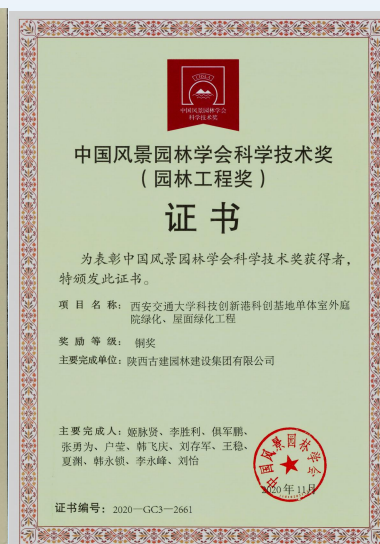 中国风景园林学会
科学技术奖
中国风景园林学会科学技术奖
（园林工程奖）
证书
为表彰中国风景园林学会科学技术奖获得者，
特颁发此证书。
项目名称：西安交通大学科技创新港科创基地单体室外庭
院绿化、屋面绿化工程
奖励等级：铜奖
主要完成单位：陕西古建园林建设集团有限公司
主要完成人：姬脉贤、李胜利、俱军鹏、
张勇为、户莹、韩飞庆、刘存军、王稳、
夏渊、韩永锁、李永峰、刘怡
中国风景园林学会
2020年11月
证书编号：2020—GC3—2661